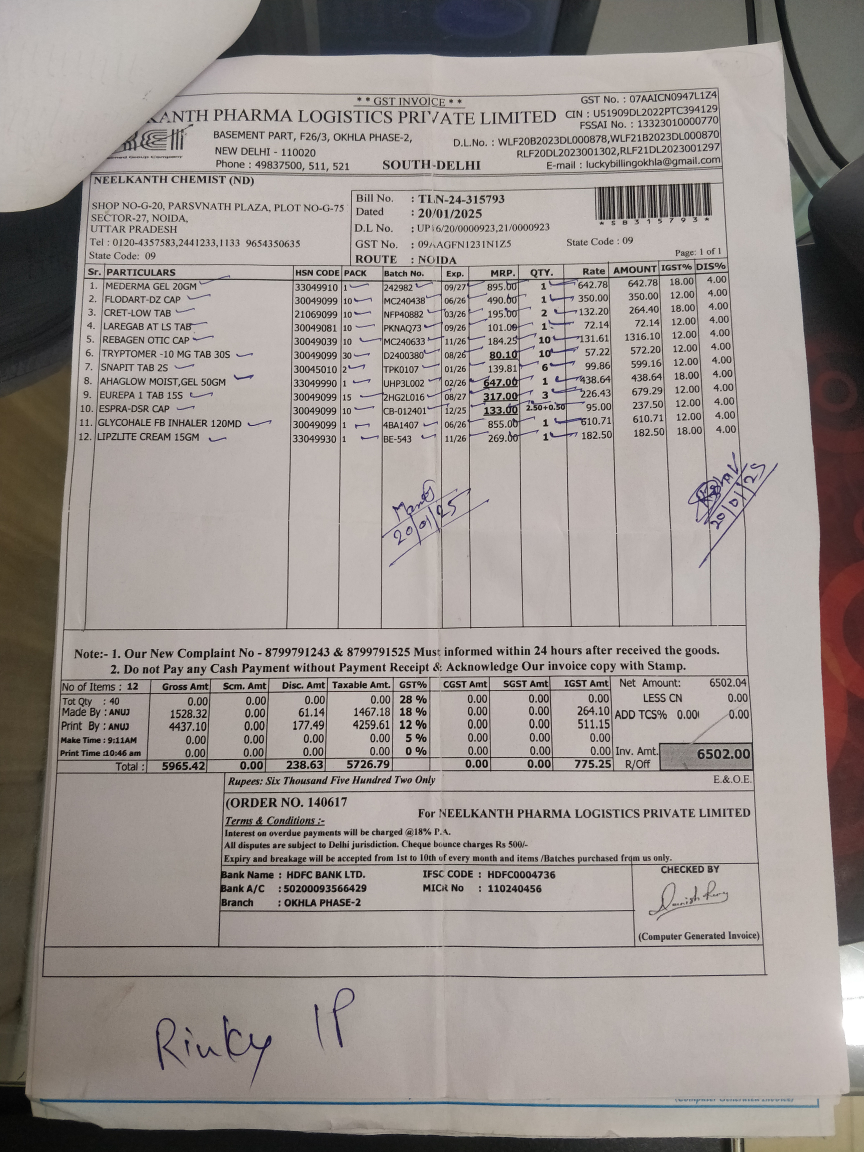 * * GST INVOICE * *
GST No. : 07AAICN0947L1Z4
KANTH PHARMA LOGISTICS PRIVATE LIMITED
CIN : U51909DL2022PTC394129
FSSAI No. : 13323010000770
BASEMENT PART, F26/3, OKHLA PHASE-2,
D.L.No. : WLF20B2023DL000878,WLF21B2023DL000870
NEW DELHI - 110020
RLF20DL2023001302, RLF21DL2023001297
Phone : 49837500, 511, 521
SOUTH-DELHI
E-mail : luckybillingokhla@gmail.com
NEELKANTH CHEMIST (ND)
SHOP NO-G-20, PARSVNATH PLAZA, PLOT NO-G-75
SECTOR-27, NOIDA,
UTTAR PRADESH
Tel : 0120-4357583,2441233,1133 9654350635
State Code: 09
Bill No. : TLN-24-315793
Dated : 20/01/2025
D.L No. : UP16/20/0000923,21/0000923
GST No. : 09AAGFN1231N1Z5
State Code : 09
ROUTE : NOIDA
*58315793*
Page: 1 of 1
Sr. PARTICULARS HSN CODE PACK Batch No. Exp. MRP. QTY. Rate AMOUNT IGST% DIS%
1. MEDERMA GEL 20GM 33049910 1 242982 09/27 895.00 1 642.78 642.78 18.00 4.00
2. FLODART-DZ CAP 30049099 10 MC240438 06/26 490.00 1 350.00 350.00 12.00 4.00
3. CRET-LOW TAB 21069099 10 NFP40882 03/26 195.00 2 132.20 264.40 18.00 4.00
4. LAREGAB AT LS TAB 30049081 10 PKNAQ73 09/26 101.00 1 72.14 72.14 12.00 4.00
5. REBAGEN OTIC CAP 30049039 10 MC240633 11/26 184.25 10 131.61 1316.10 12.00 4.00
6. TRYPTOMER -10 MG TAB 30S 30049099 30 D2400380 08/26 80.10 10 57.22 572.20 12.00 4.00
7. SNAPIT TAB 2S 30045010 2 TPK0107 01/26 139.81 6 99.86 599.16 12.00 4.00
8. AHAGLOW MOIST,GEL 50GM 33049990 1 UHP3L002 02/26 647.00 1 438.64 438.64 18.00 4.00
9. EUREPA 1 TAB 15S 30049099 15 2HG2L016 08/27 317.00 3 226.43 679.29 12.00 4.00
10. ESPRA-DSR CAP 30049099 10 CB-012401 12/25 133.00 2.50+0.50 95.00 237.50 12.00 4.00
11. GLYCOHALE FB INHALER 120MD 30049099 1 4BA1407 06/26 855.00 1 610.71 610.71 12.00 4.00
12. LIPZLITE CREAM 15GM 33049930 1 BE-543 11/26 269.00 1 182.50 182.50 18.00 4.00
20/01/25
20/01/25
Note:- 1. Our New Complaint No - 8799791243 & 8799791525 Must informed within 24 hours after received the goods.
2. Do not Pay any Cash Payment without Payment Receipt & Acknowledge Our invoice copy with Stamp.
No of Items : 12 Gross Amt Scm. Amt Disc. Amt Taxable Amt. GST% CGST Amt SGST Amt IGST Amt Net Amount: 6502.04
Tot Qty : 40 0.00 0.00 0.00 0.00 28 % 0.00 0.00 0.00 LESS CN 0.00
Made By : ANUJ 1528.32 0.00 61.14 1467.18 18 % 0.00 0.00 264.10 ADD TCS% 0.00 0.00
Print By : ANUJ 4437.10 0.00 177.49 4259.61 12 % 0.00 0.00 511.15
Make Time : 9:11AM 0.00 0.00 0.00 0.00 5 % 0.00 0.00 0.00
Print Time :10:46 am 0.00 0.00 0.00 0.00 0 % 0.00 0.00 0.00 Inv. Amt. 6502.00
Total : 5965.42 0.00 238.63 5726.79 0.00 0.00 775.25 R/Off
Rupees: Six Thousand Five Hundred Two Only
E.& O.E.
(ORDER NO. 140617
For NEELKANTH PHARMA LOGISTICS PRIVATE LIMITED
Terms & Conditions :-
Interest on overdue payments will be charged @18% P.A.
All disputes are subject to Delhi jurisdiction. Cheque bounce charges Rs 500/-
Expiry and breakage will be accepted from 1st to 10th of every month and items /Batches purchased from us only.
Bank Name : HDFC BANK LTD. IFSC CODE : HDFC0004736
Bank A/C : 50200093566429 MICR No : 110240456
Branch : OKHLA PHASE-2
CHECKED BY
(Computer Generated Invoice)
Rinky IP